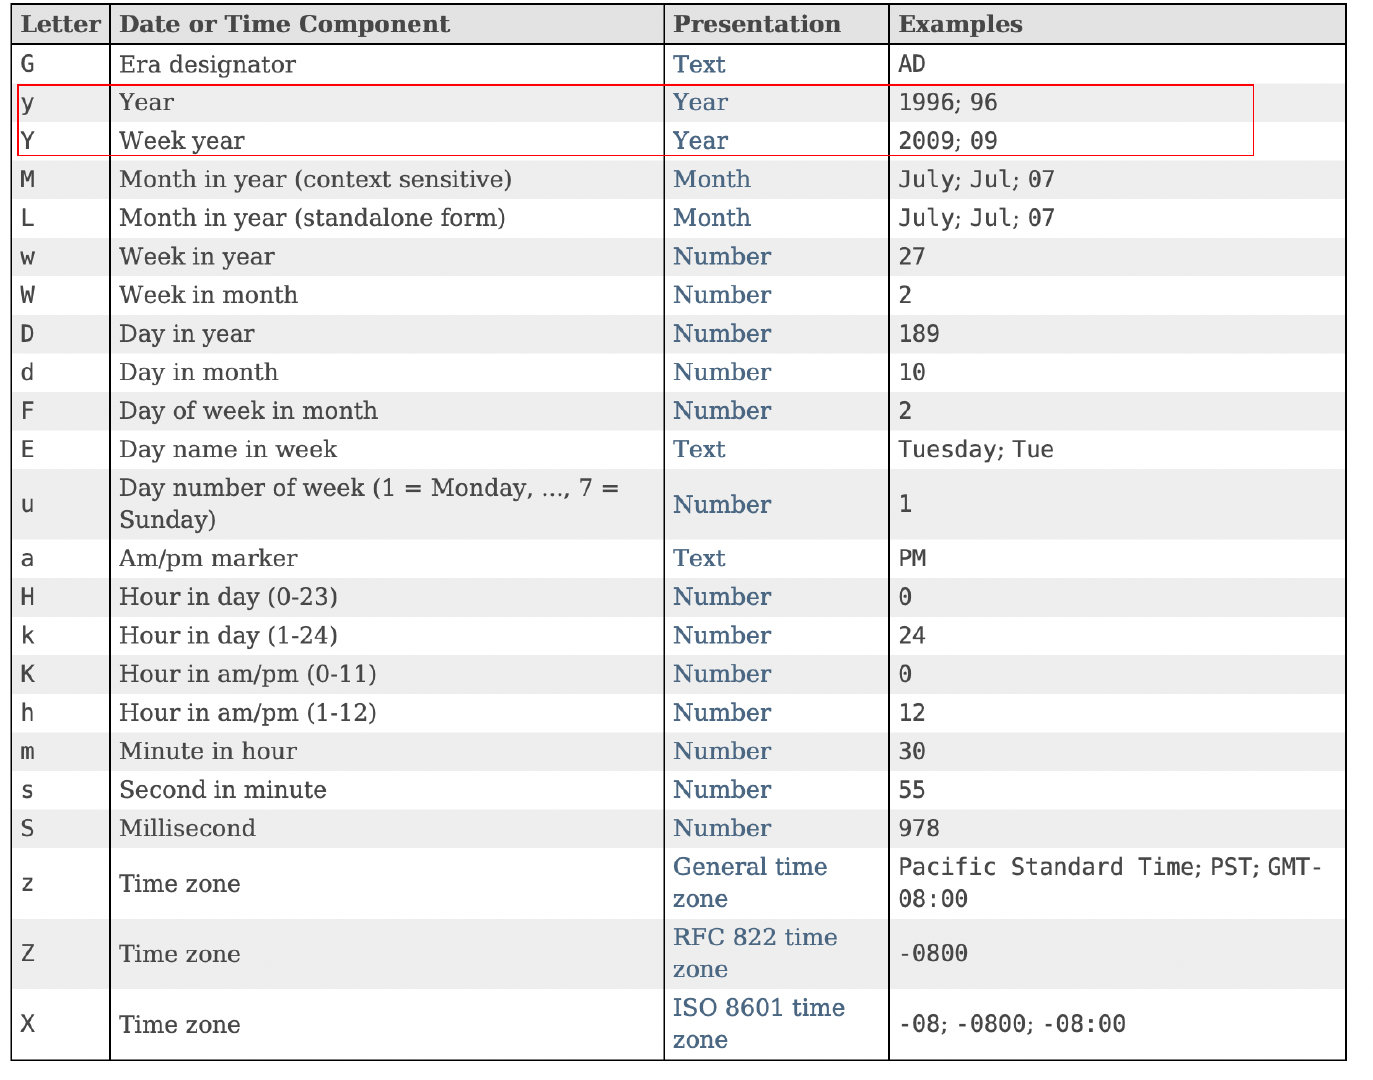 Letter Date or Time Component Presentation Examples
G Era designator Text AD
y Year Year 1996; 96
Y Week year Year 2009; 09
M Month in year (context sensitive) Month July; Jul; 07
L Month in year (standalone form) Month July; Jul; 07
w Week in year Number 27
W Week in month Number 2
D Day in year Number 189
d Day in month Number 10
F Day of week in month Number 2
E Day name in week Text Tuesday; Tue
u Day number of week (1 = Monday, ..., 7 =
Sunday) Number 1
a Am/pm marker Text PM
H Hour in day (0-23) Number 0
k Hour in day (1-24) Number 24
K Hour in am/pm (0-11) Number 0
h Hour in am/pm (1-12) Number 12
m Minute in hour Number 30
s Second in minute Number 55
S Millisecond Number 978
z Time zone General time
zone Pacific Standard Time; PST; GMT-
08:00
Z Time zone RFC 822 time
zone -0800
X Time zone ISO 8601 time
zone -08; -0800; -08:00